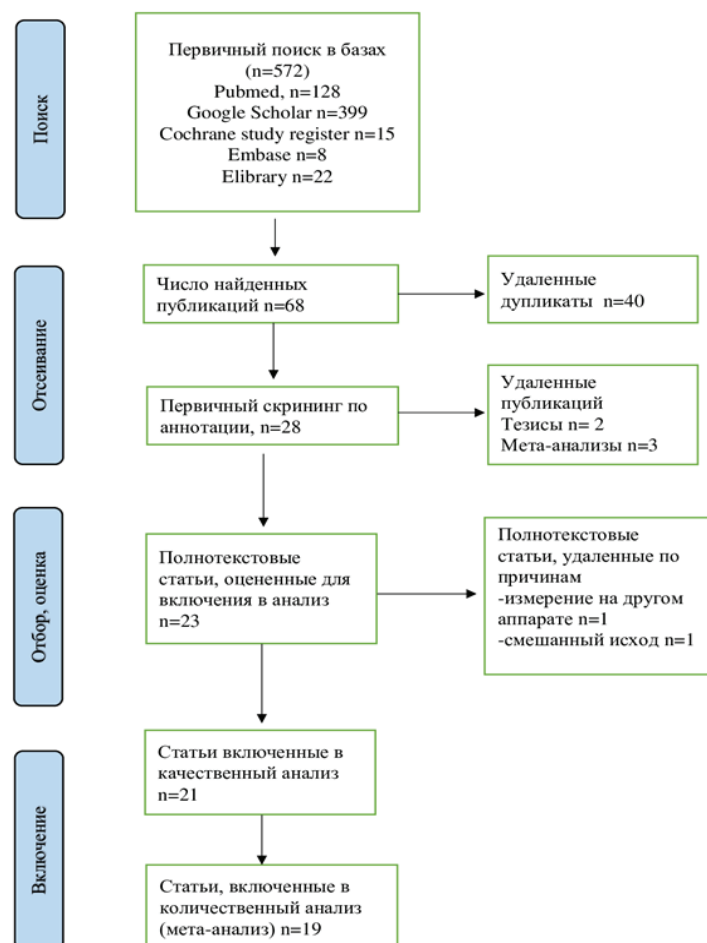 Поиск
Первичный поиск в базах
(n=572)
Pubmed, n=128
Google Scholar n=399
Cochrane study register n=15
Embase n=8
Elibrary n=22
Отсеивание
Число найденных
публикаций n=68
Удаленные
дупликаты n=40
Первичный скрининг по
аннотации, n=28
Удаленные
публикаций
Тезисы n= 2
Мета-анализы n=3
Отбор, оценка
Полнотекстовые
статьи, оцененные для
включения в анализ
n=23
Полнотекстовые
статьи, удаленные по
причинам
-измерение на другом
аппарате n=1
-смешанный исход n=1
Включение
Статьи включенные в
качественный анализ
n=21
Статьи, включенные в
количественный анализ
(мета-анализ) n=19